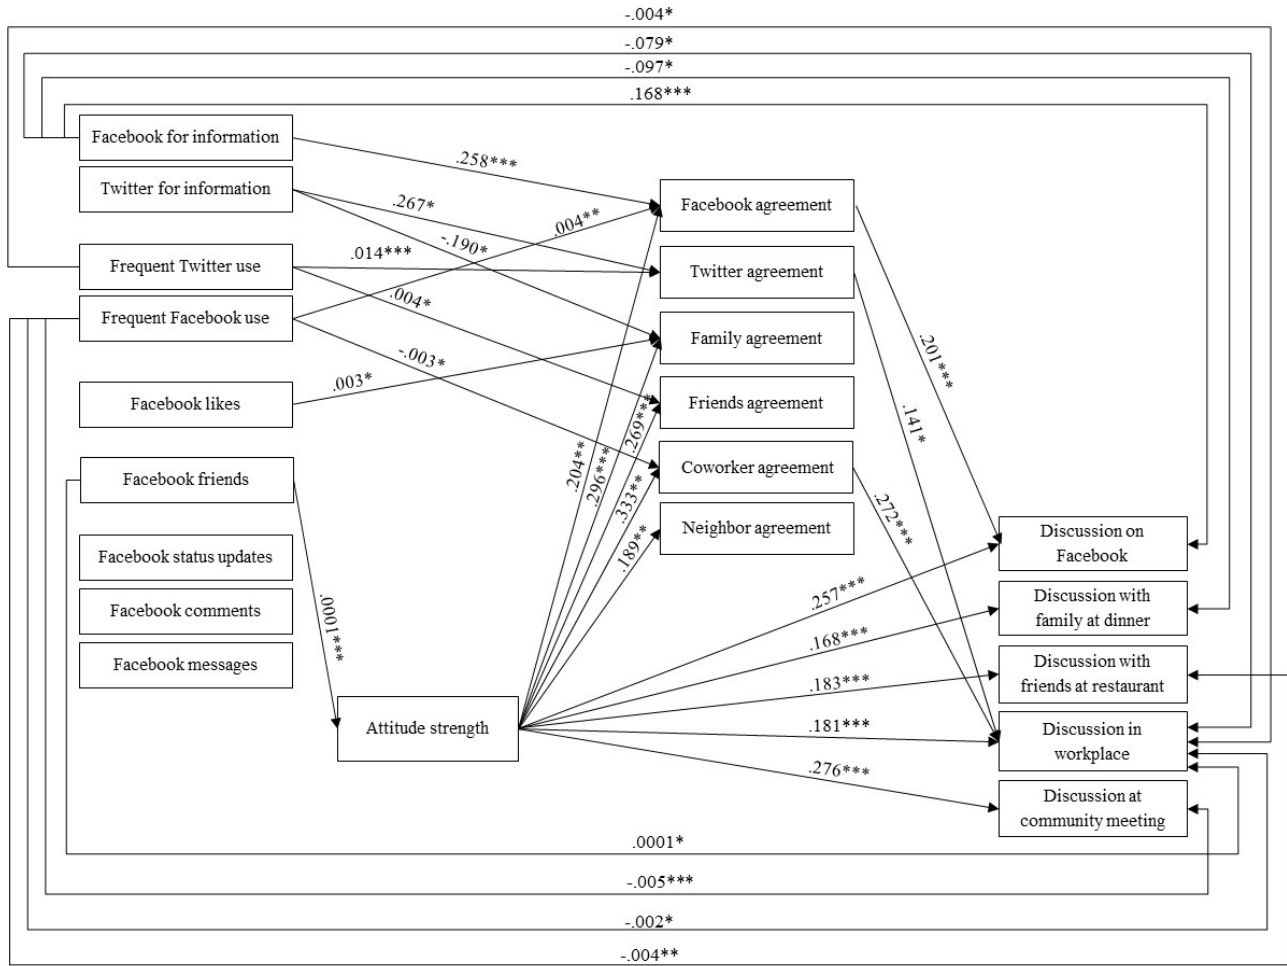 -.004*
-.079*
-.097*
.168***
Facebook for information
Twitter for information
Frequent Twitter use
Frequent Facebook use
Facebook likes
Facebook friends
Facebook status updates
Facebook comments
Facebook messages
.258***
.267*
-.190*
.004**
.014***
.004*
-.003*
.003*
.0001***
Attitude strength
Facebook agreement
Twitter agreement
Family agreement
Friends agreement
Coworker agreement
Neighbor agreement
.204**
.296***
.269***
.333**
.189**
.201***
.141*
.272***
.257***
.168***
.183***
.181***
.276***
Discussion on
Facebook
Discussion with
family at dinner
Discussion with
friends at restaurant
Discussion in
workplace
Discussion at
community meeting
.0001*
-.005***
-.002*
-.004**